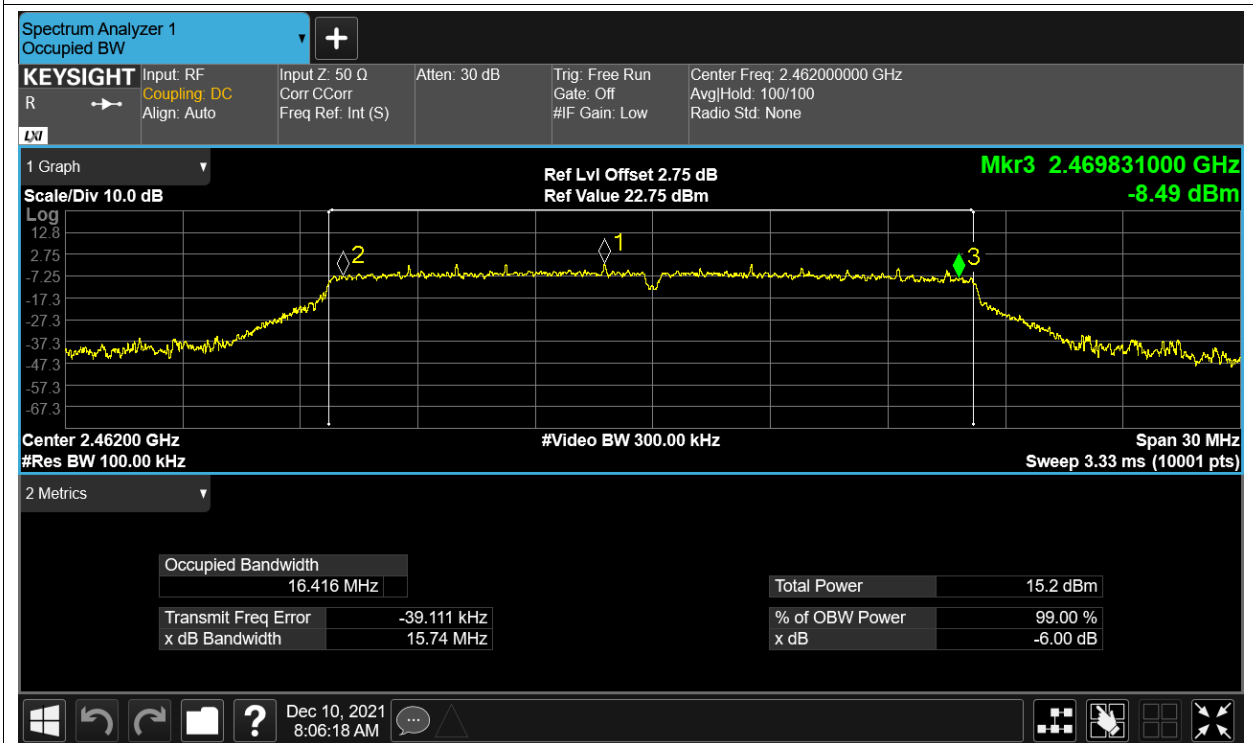 Spectrum Analyzer 1
Occupied BW
KEYSIGHT
R
LXI
Input: RF
Coupling: DC
Align: Auto
Input Z: 50 Ω
Corr CCorr
Freq Ref: Int (S)
Atten: 30 dB
Trig: Free Run
Gate: Off
#IF Gain: Low
Center Freq: 2.462000000 GHz
Avg|Hold: 100/100
Radio Std: None
1 Graph
Scale/Div 10.0 dB
Ref Lvl Offset 2.75 dB
Ref Value 22.75 dBm
Mkr3 2.469831000 GHz
-8.49 dBm
Log
12.8
2.75
-7.25
-17.3
-27.3
-37.3
-47.3
-57.3
-67.3
2
1
3
Center 2.46200 GHz
#Res BW 100.00 kHz
#Video BW 300.00 kHz
Span 30 MHz
Sweep 3.33 ms (10001 pts)
2 Metrics
Occupied Bandwidth
16.416 MHz
Transmit Freq Error -39.111 kHz
x dB Bandwidth 15.74 MHz
Total Power 15.2 dBm
% of OBW Power 99.00 %
x dB -6.00 dB
?
Dec 10, 2021
8:06:18 AM